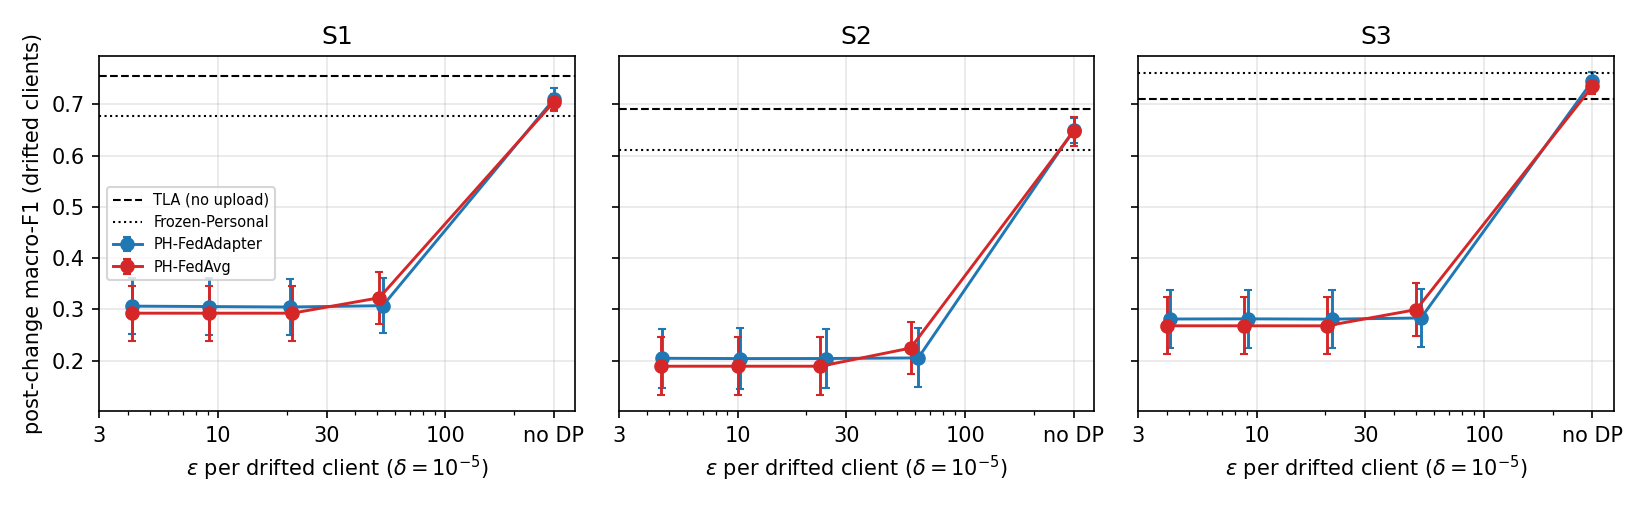 S1
S2
S3
post-change macro-F1 (drifted clients)
0.7
0.6
0.5
0.4
0.3
0.2
TLA (no upload)
Frozen-Personal
PH-FedAdapter
PH-FedAvg
3 10 30 100 no DP
3 10 30 100 no DP
3 10 30 100 no DP
ε per drifted client (δ = 10⁻⁵)
ε per drifted client (δ = 10⁻⁵)
ε per drifted client (δ = 10⁻⁵)